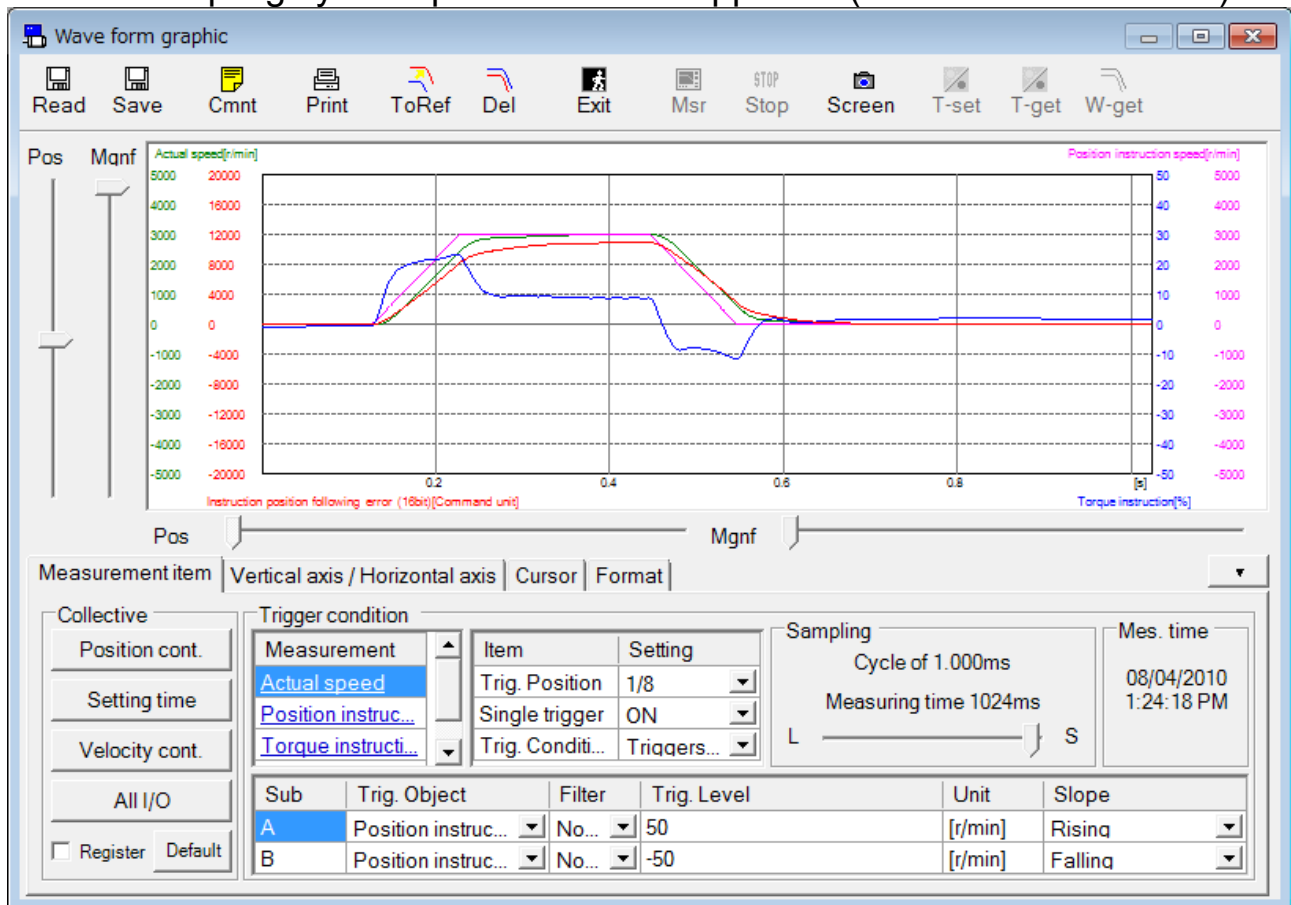 Wave form graphic
Read Save Cmnt Print ToRef Del Exit Msr STOP Stop Screen T-set T-get W-get
Pos Mgnf
Actual speed[r/min] Position instruction speed[r/min]
5000 20000 50 5000
4000 16000 40 4000
3000 12000 30 3000
2000 8000 20 2000
1000 4000 10 1000
0 0 0 0
-1000 -4000 -10 -1000
-2000 -8000 -20 -2000
-3000 -12000 -30 -3000
-4000 -16000 -40 -4000
-5000 -20000 -50 -5000
0.2 0.4 0.6 0.8 [s]
Instruction position following error (16bit)[Command unit] Torque instruction[%]
Pos Mgnf
Measurement item Vertical axis / Horizontal axis Cursor Format
Collective
Position cont.
Setting time
Velocity cont.
All I/O
Register Default
Trigger condition
Measurement
Actual speed
Position instruc...
Torque instructi...
Item Setting
Trig. Position 1/8
Single trigger ON
Trig. Conditi... Triggers...
Sampling
Cycle of 1.000ms
Measuring time 1024ms
L S
Mes. time
08/04/2010
1:24:18 PM
Sub Trig. Object Filter Trig. Level Unit Slope
A Position instruc... No... 50 [r/min] Rising
B Position instruc... No... -50 [r/min] Falling